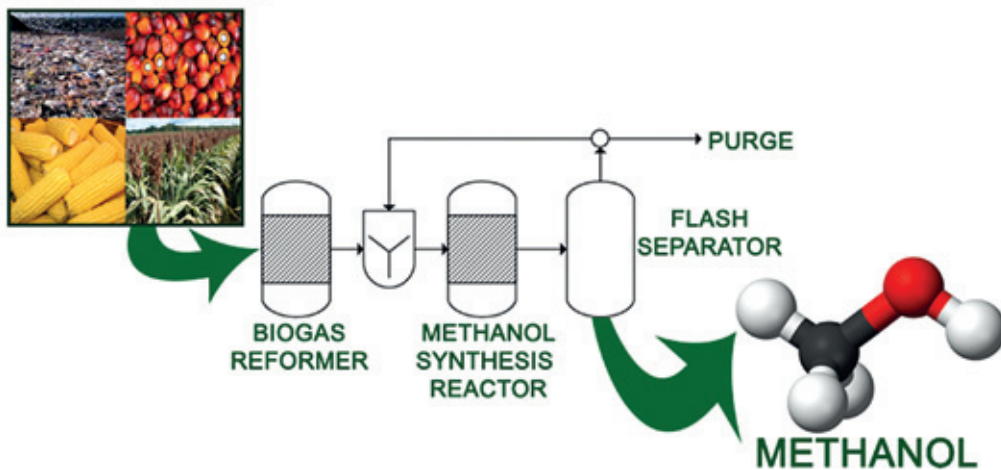 PURGE
FLASH
SEPARATOR
BIOGAS
REFORMER
METHANOL
SYNTHESIS
REACTOR
METHANOL